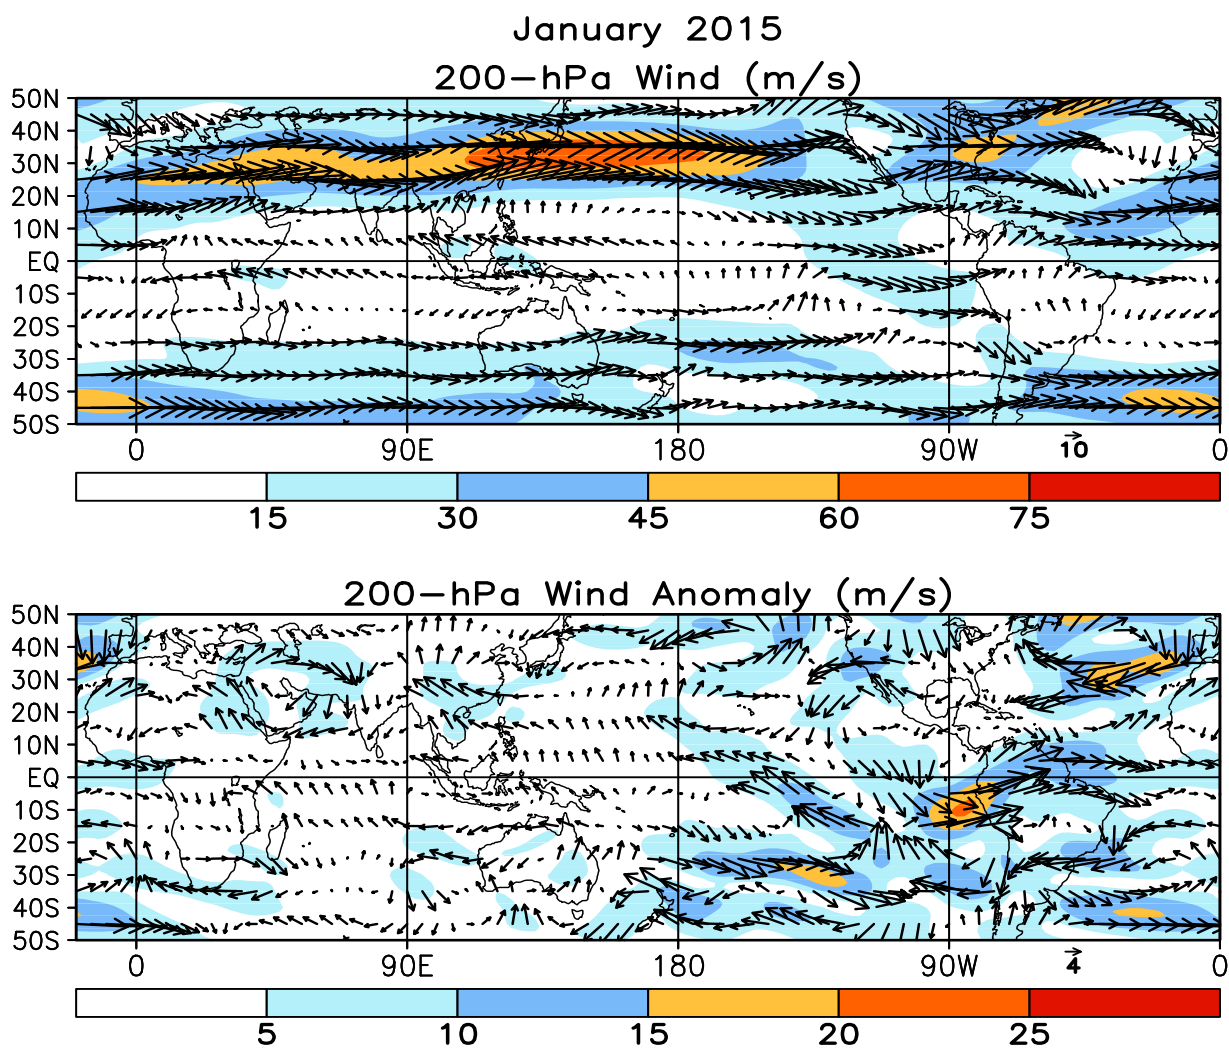 January 2015
200-hPa Wind (m/s)
50N
40N
30N
20N
10N
EQ
10S
20S
30S
40S
50S
0 90E 180 90W 10 0
15 30 45 60 75
200-hPa Wind Anomaly (m/s)
50N
40N
30N
20N
10N
EQ
10S
20S
30S
40S
50S
0 90E 180 90W 4 0
5 10 15 20 25